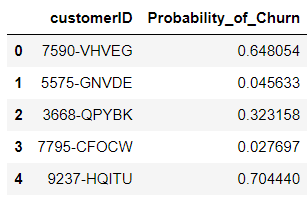 customerID Probability_of_Churn
0 7590-VHVEG 0.648054
1 5575-GNVDE 0.045633
2 3668-QPYBK 0.323158
3 7795-CFOCW 0.027697
4 9237-HQITU 0.704440